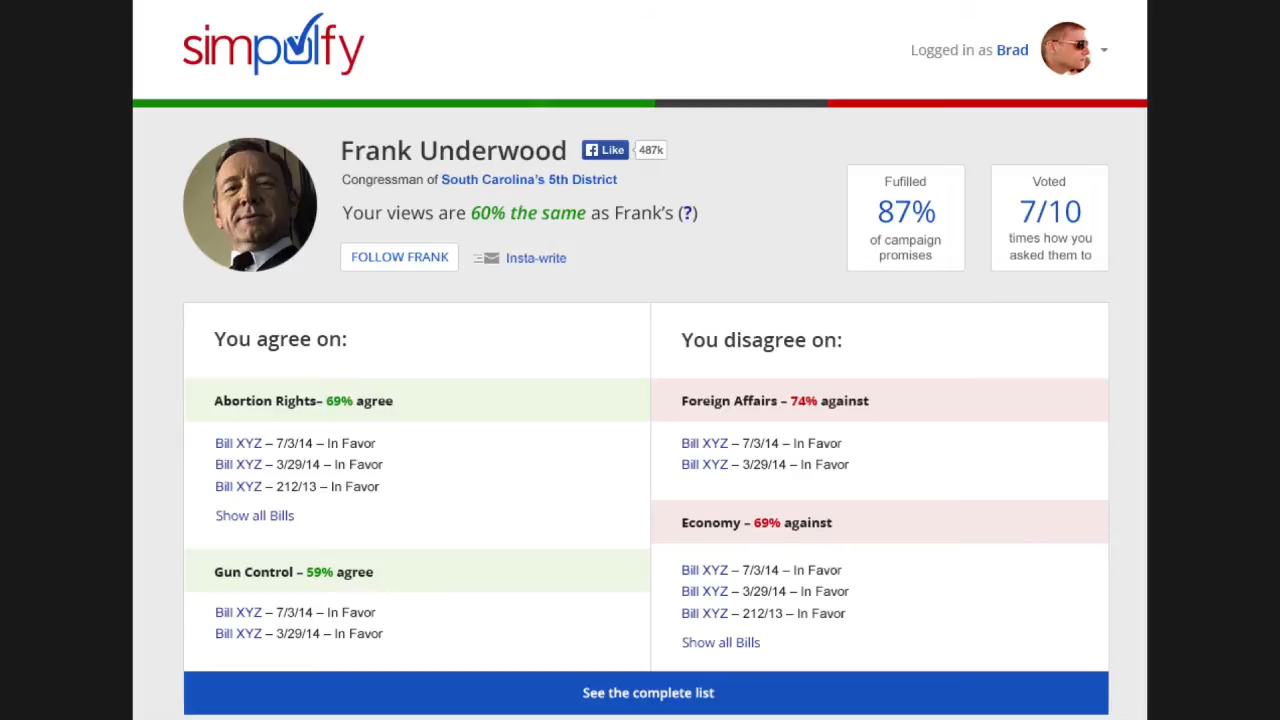 simpolfy
Logged in as Brad
Frank Underwood
Like
487k
Congressman of South Carolina's 5th District
Your views are 60% the same as Frank's (?)
FOLLOW FRANK
Insta-write
Fufilled
87%
of campaign
promises
Voted
7/10
times how you
asked them to
You agree on:
Abortion Rights– 69% agree
Bill XYZ – 7/3/14 – In Favor
Bill XYZ – 3/29/14 – In Favor
Bill XYZ – 212/13 – In Favor
Show all Bills
Gun Control – 59% agree
Bill XYZ – 7/3/14 – In Favor
Bill XYZ – 3/29/14 – In Favor
You disagree on:
Foreign Affairs – 74% against
Bill XYZ – 7/3/14 – In Favor
Bill XYZ – 3/29/14 – In Favor
Economy – 69% against
Bill XYZ – 7/3/14 – In Favor
Bill XYZ – 3/29/14 – In Favor
Bill XYZ – 212/13 – In Favor
Show all Bills
See the complete list